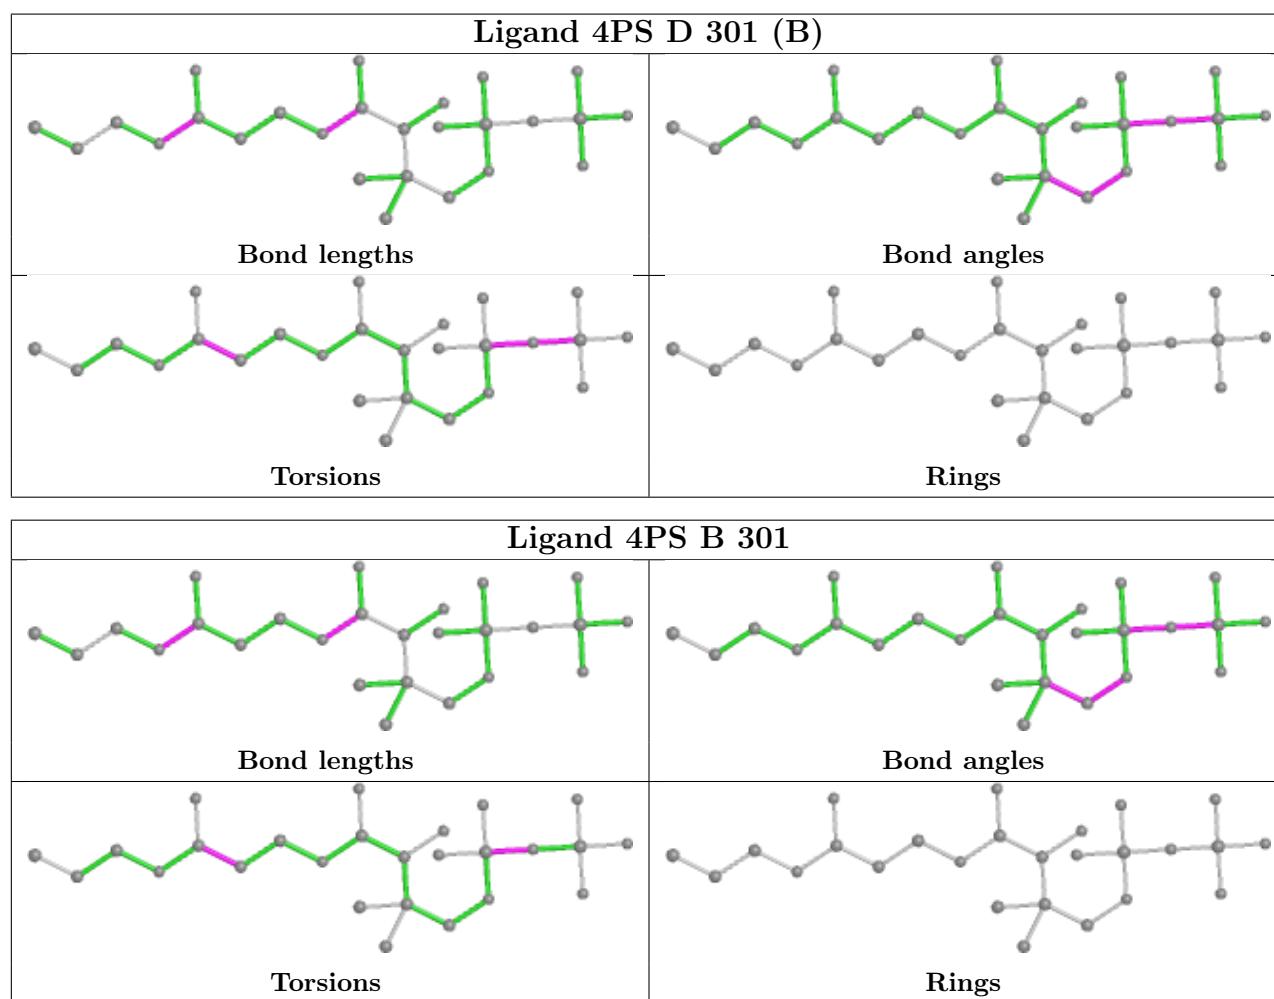 Ligand 4PS D 301 (B)
Bond lengths
Bond angles
Torsions
Rings
Ligand 4PS B 301
Bond lengths
Bond angles
Torsions
Rings